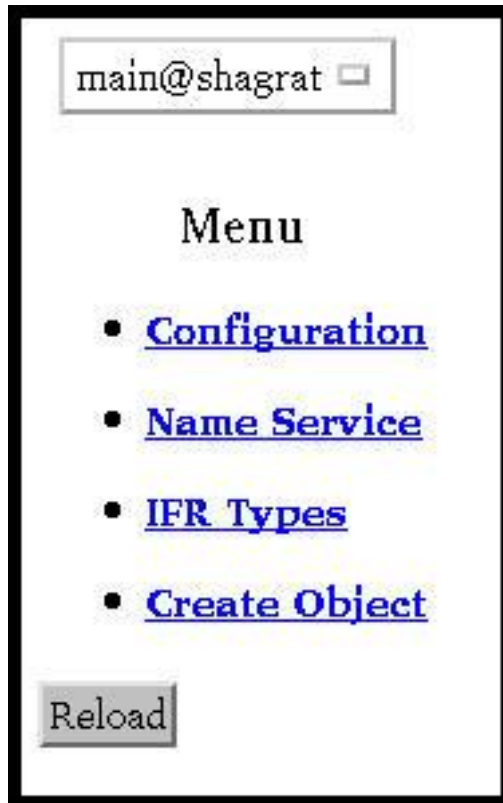 main@shagrat
Menu
Configuration
Name Service
IFR Types
Create Object
Reload